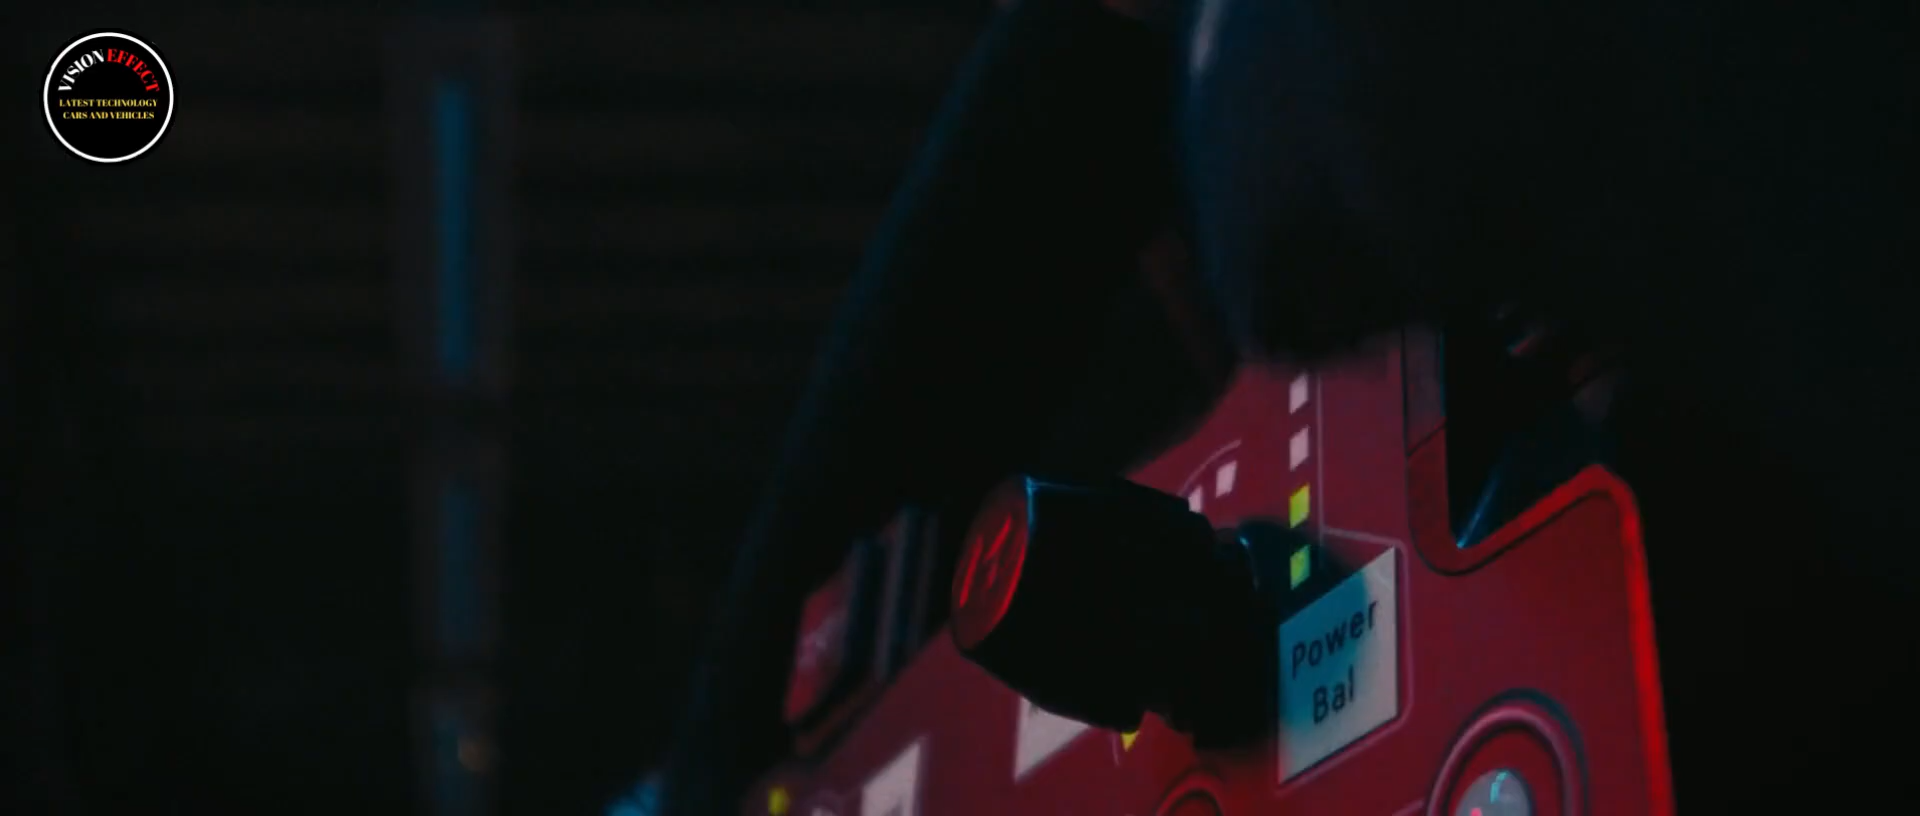 VISION EFFECT
LATEST TECHNOLOGY
CARS AND VEHICLES
Power
Bal